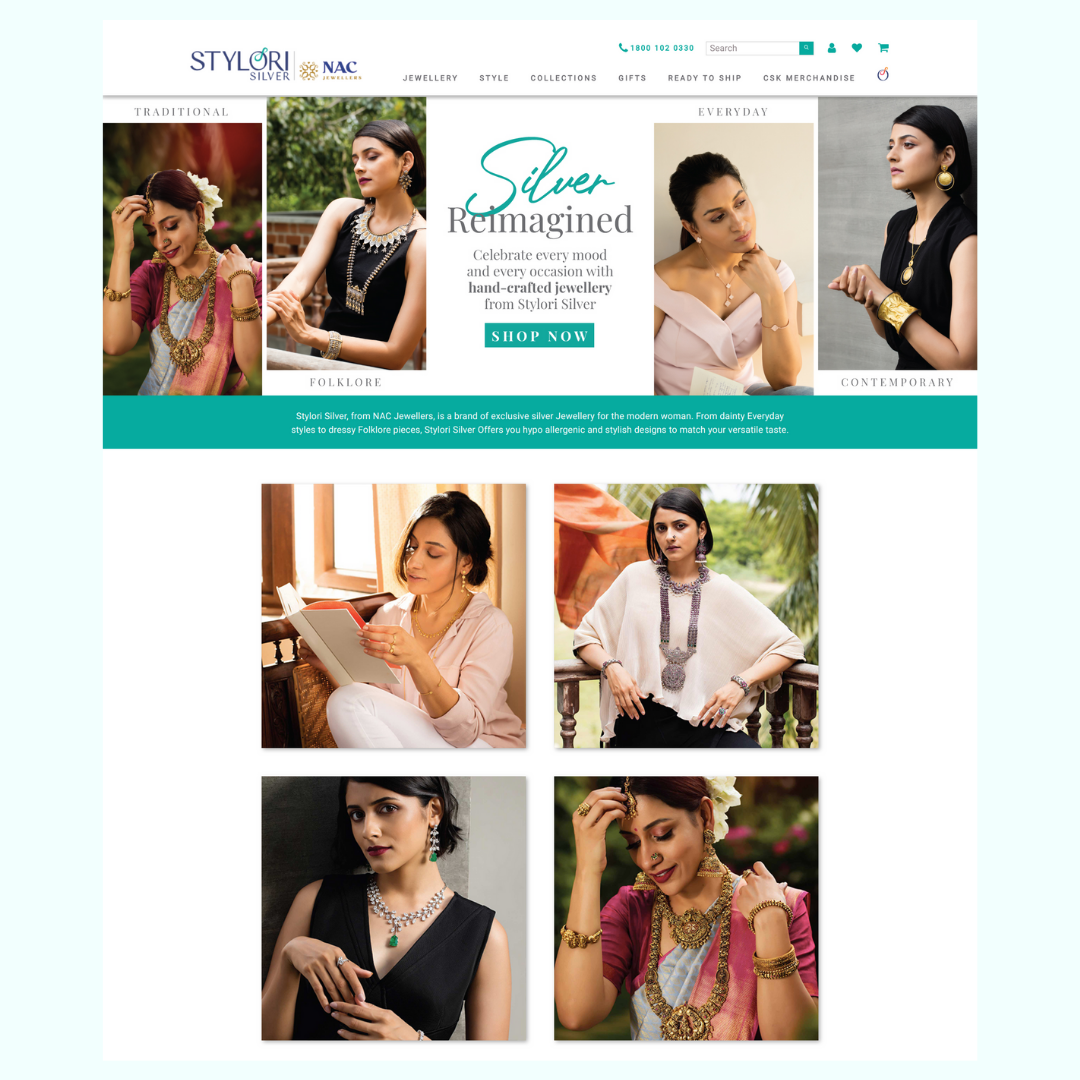 STYLORI
SILVER
NAC
JEWELLERS
1800 102 0330
Search
JEWELLERY STYLE COLLECTIONS GIFTS READY TO SHIP CSK MERCHANDISE
TRADITIONAL
FOLKLORE
Silver
Reimagined
Celebrate every mood
and every occasion with
hand-crafted jewellery
from Stylori Silver
SHOP NOW
EVERYDAY
CONTEMPORARY
Stylori Silver, from NAC Jewellers, is a brand of exclusive silver Jewellery for the modern woman. From dainty Everyday
styles to dressy Folklore pieces, Stylori Silver Offers you hypo allergenic and stylish designs to match your versatile taste.